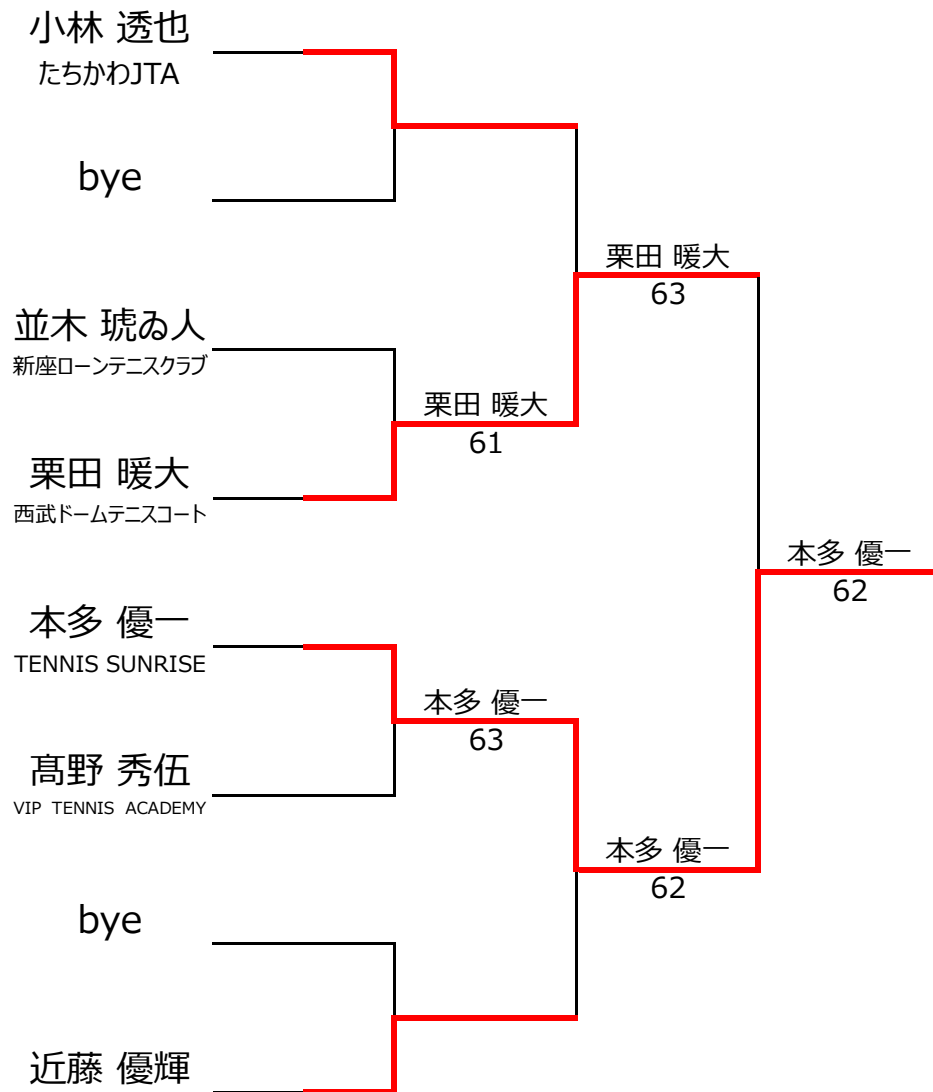 小林 透也
たちかわJTA
bye
並木 琥ゐ人
新座ローンテニスクラブ
栗田 暖大
西武ドームテニスコート
本多 優一
TENNIS SUNRISE
髙野 秀伍
VIP TENNIS ACADEMY
bye
近藤 優輝
栗田 暖大
61
本多 優一
63
栗田 暖大
63
本多 優一
62
本多 優一
62